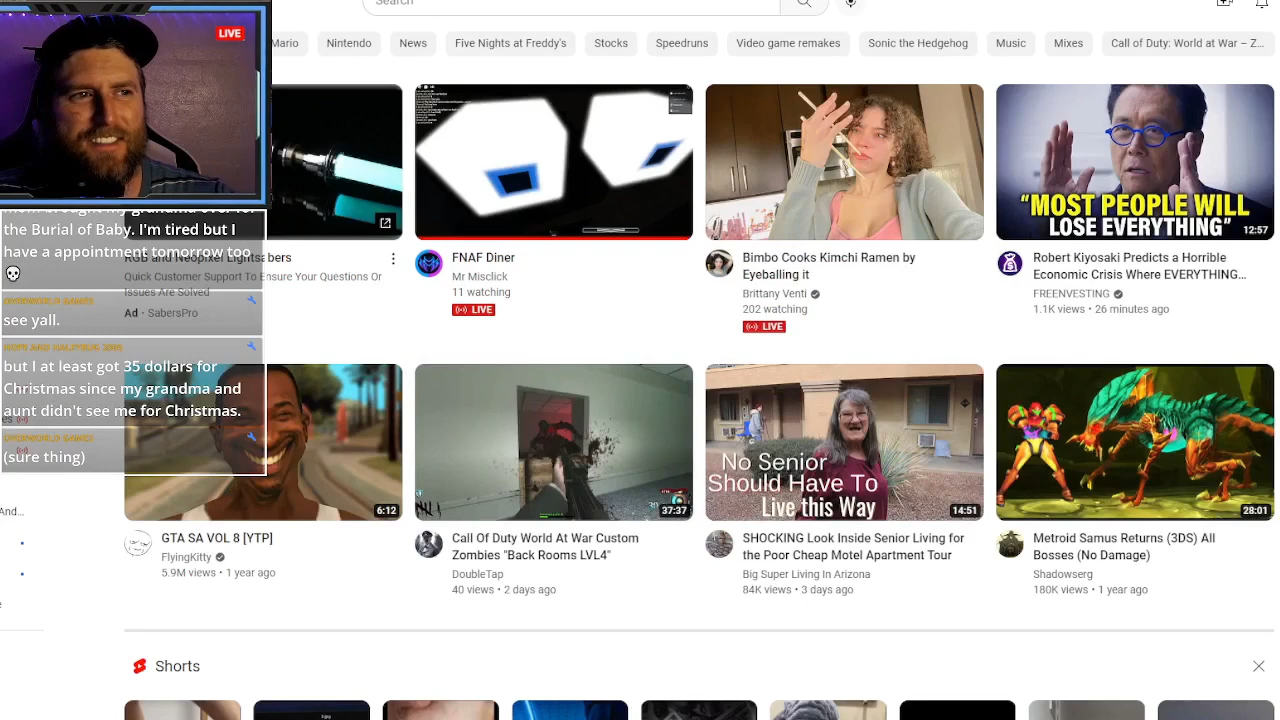 Search
LIVE
Mario
Nintendo
News
Five Nights at Freddy's
Stocks
Speedruns
Video game remakes
Sonic the Hedgehog
Music
Mixes
Call of Duty: World at War – Z...
the Burial of Baby. I'm tired but I
have a appointment tomorrow too
Quick Customer Support To Ensure Your Questions Or
Issues Are Solved
Ad • SabersPro
OVERWORLD GAMES
see yall.
but I at least got 35 dollars for
Christmas since my grandma and
aunt didn't see me for Christmas.
OVERWORLD GAMES
(sure thing)
And...
FNAF Diner
Mr Misclick
11 watching
LIVE
Bimbo Cooks Kimchi Ramen by
Eyeballing it
Brittany Venti
202 watching
LIVE
"MOST PEOPLE WILL
LOSE EVERYTHING"
12:57
Robert Kiyosaki Predicts a Horrible
Economic Crisis Where EVERYTHING...
FREENVESTING
1.1K views • 26 minutes ago
6:12
GTA SA VOL 8 [YTP]
FlyingKitty
5.9M views • 1 year ago
37:37
Call Of Duty World At War Custom
Zombies "Back Rooms LVL4"
DoubleTap
40 views • 2 days ago
No Senior
Should Have To
Live this Way
14:51
SHOCKING Look Inside Senior Living for
the Poor Cheap Motel Apartment Tour
Big Super Living In Arizona
84K views • 3 days ago
28:01
Metroid Samus Returns (3DS) All
Bosses (No Damage)
Shadowserg
180K views • 1 year ago
Shorts